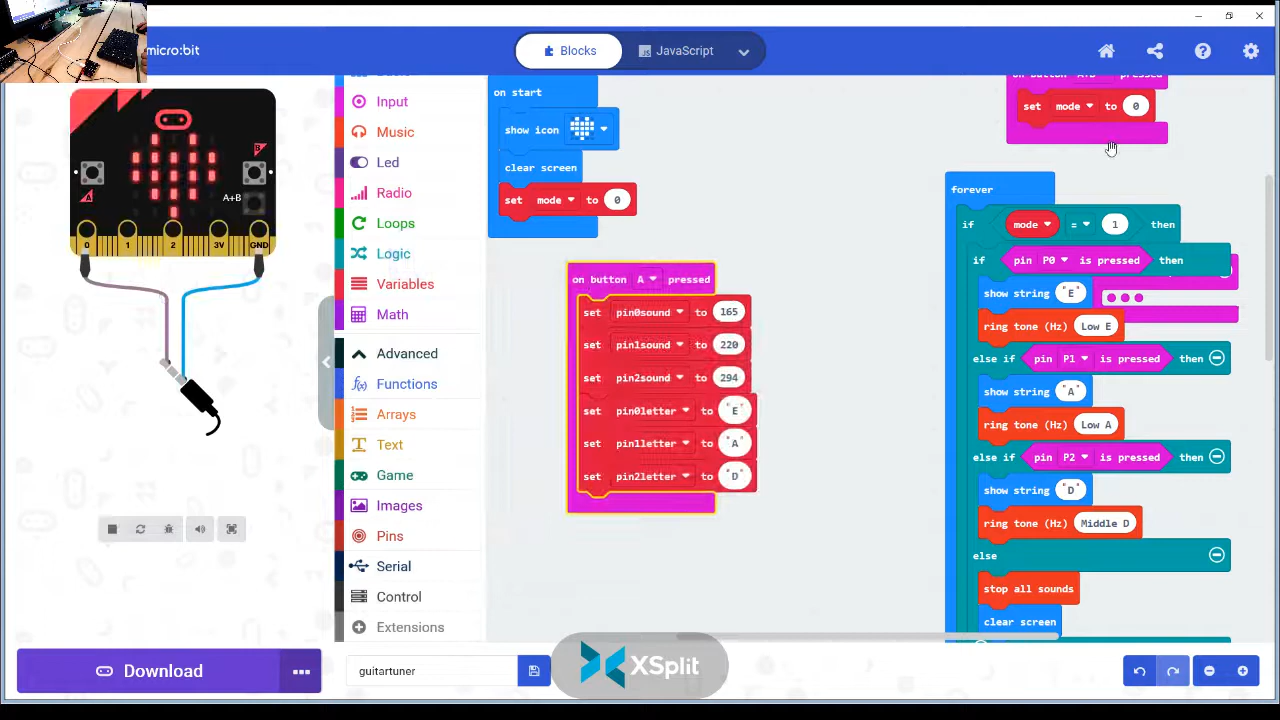 micro:bit
Blocks
JavaScript
B
A
A+B
0 1 2 3V GND
Input
Music
Led
Radio
Loops
Logic
Variables
Math
Advanced
Functions
Arrays
Text
Game
Images
Pins
Serial
Control
Extensions
on start
show icon
clear screen
set mode to 0
on button A pressed
set pin0sound to 165
set pin1sound to 220
set pin2sound to 294
set pin0letter to "E"
set pin1letter to "A"
set pin2letter to "D"
on button A+B pressed
set mode to 0
forever
if mode = 1 then
if pin P0 is pressed then
show string "E"
ring tone (Hz) Low E
else if pin P1 is pressed then
show string "A"
ring tone (Hz) Low A
else if pin P2 is pressed then
show string "D"
ring tone (Hz) Middle D
else
stop all sounds
clear screen
Download
guitartuner
XSplit